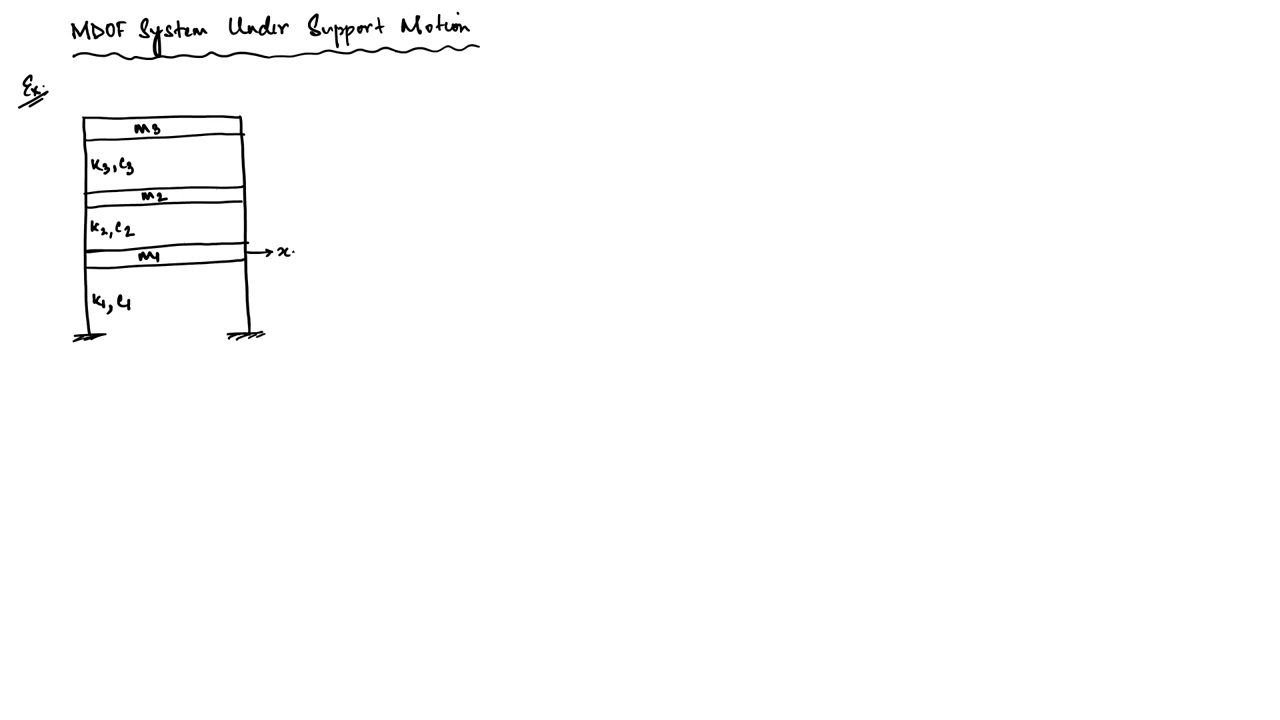 MDOF System Under Support Motion
Ex.
m3
k3, c3
m2
k2, c2
m1
x.
k1, c1